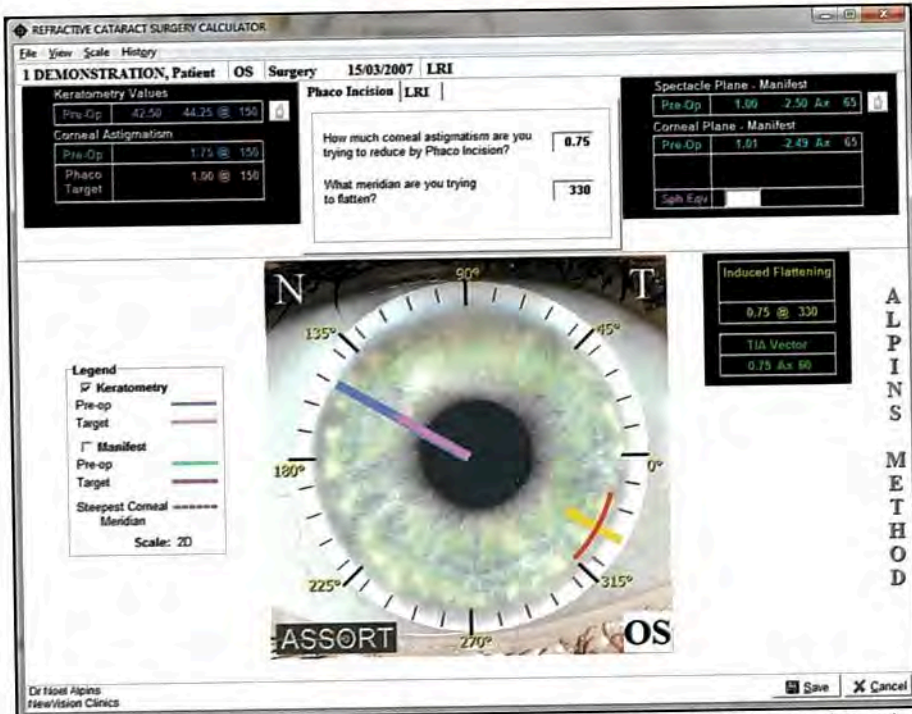 REFRACTIVE CATARACT SURGERY CALCULATOR
File View Scale History
1 DEMONSTRATION, Patient OS Surgery 15/03/2007 LRI
Keratometry Values
Pre-Op 42.50 44.25 @ 150
Corneal Astigmatism
Pre-Op 1.75 @ 150
Phaco Target 1.00 @ 150
Phaco Incision LRI
How much corneal astigmatism are you
trying to reduce by Phaco Incision? 0.75
What meridian are you trying
to flatten? 330
Spectacle Plane - Manifest
Pre-Op 1.00 -2.50 Ax 65
Corneal Plane - Manifest
Pre-Op 1.01 -2.49 Ax 65
Sph Eqv
N
T
90°
135°
45°
180°
0°
225°
315°
270°
ASSORT
OS
Induced Flattening
0.75 @ 330
TIA Vector
0.75 Ax 60
Legend
Keratometry
Pre-op
Target
Manifest
Pre-op
Target
Steepest Corneal
Meridian
Scale: 2D
ALPINS METHOD
Dr Noel Alpins
NewVision Clinics
Save
Cancel